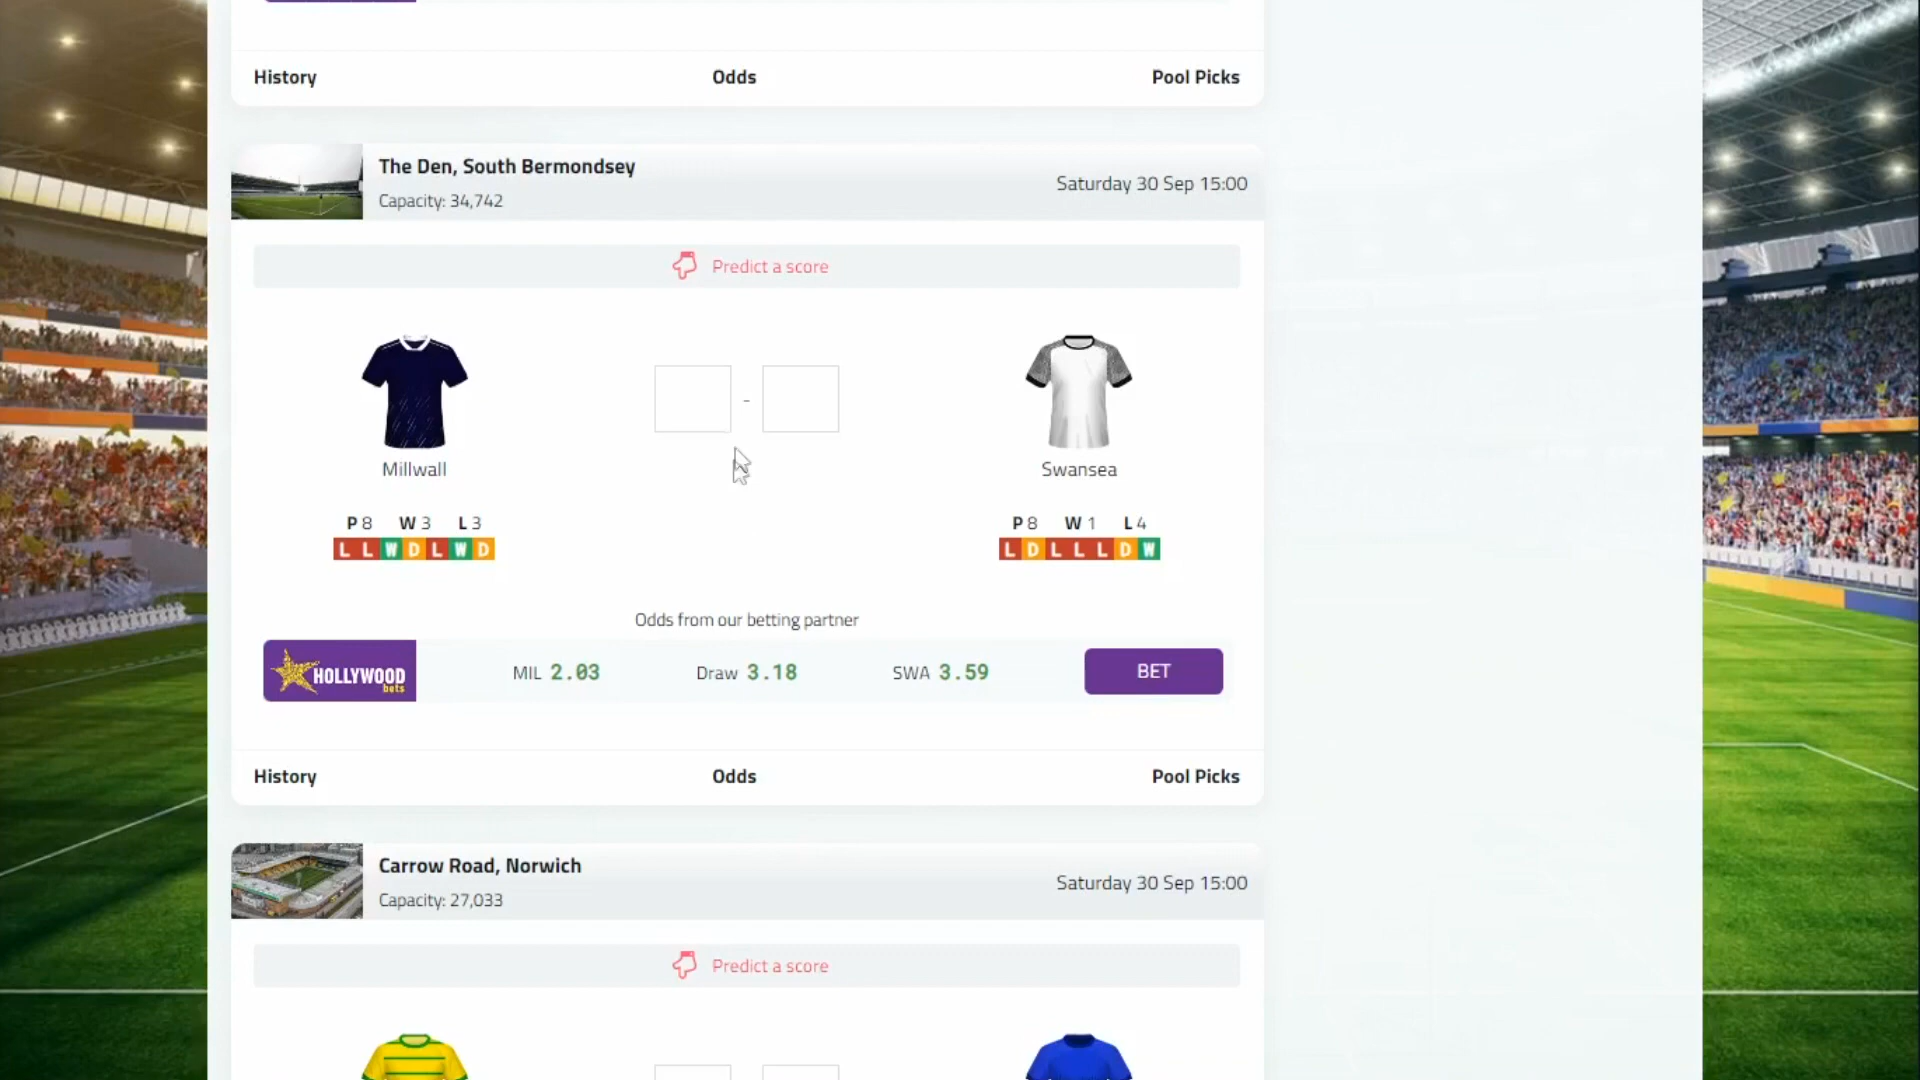 History Odds Pool Picks
The Den, South Bermondsey
Capacity: 34,742
Saturday 30 Sep 15:00
Predict a score
-
Millwall
Swansea
P 8 W 3 L 3
P 8 W 1 L 4
L L W D L W D
L D L L L D W
Odds from our betting partner
HOLLYWOOD
bets
MIL 2.03 Draw 3.18 SWA 3.59 BET
History Odds Pool Picks
Carrow Road, Norwich
Capacity: 27,033
Saturday 30 Sep 15:00
Predict a score